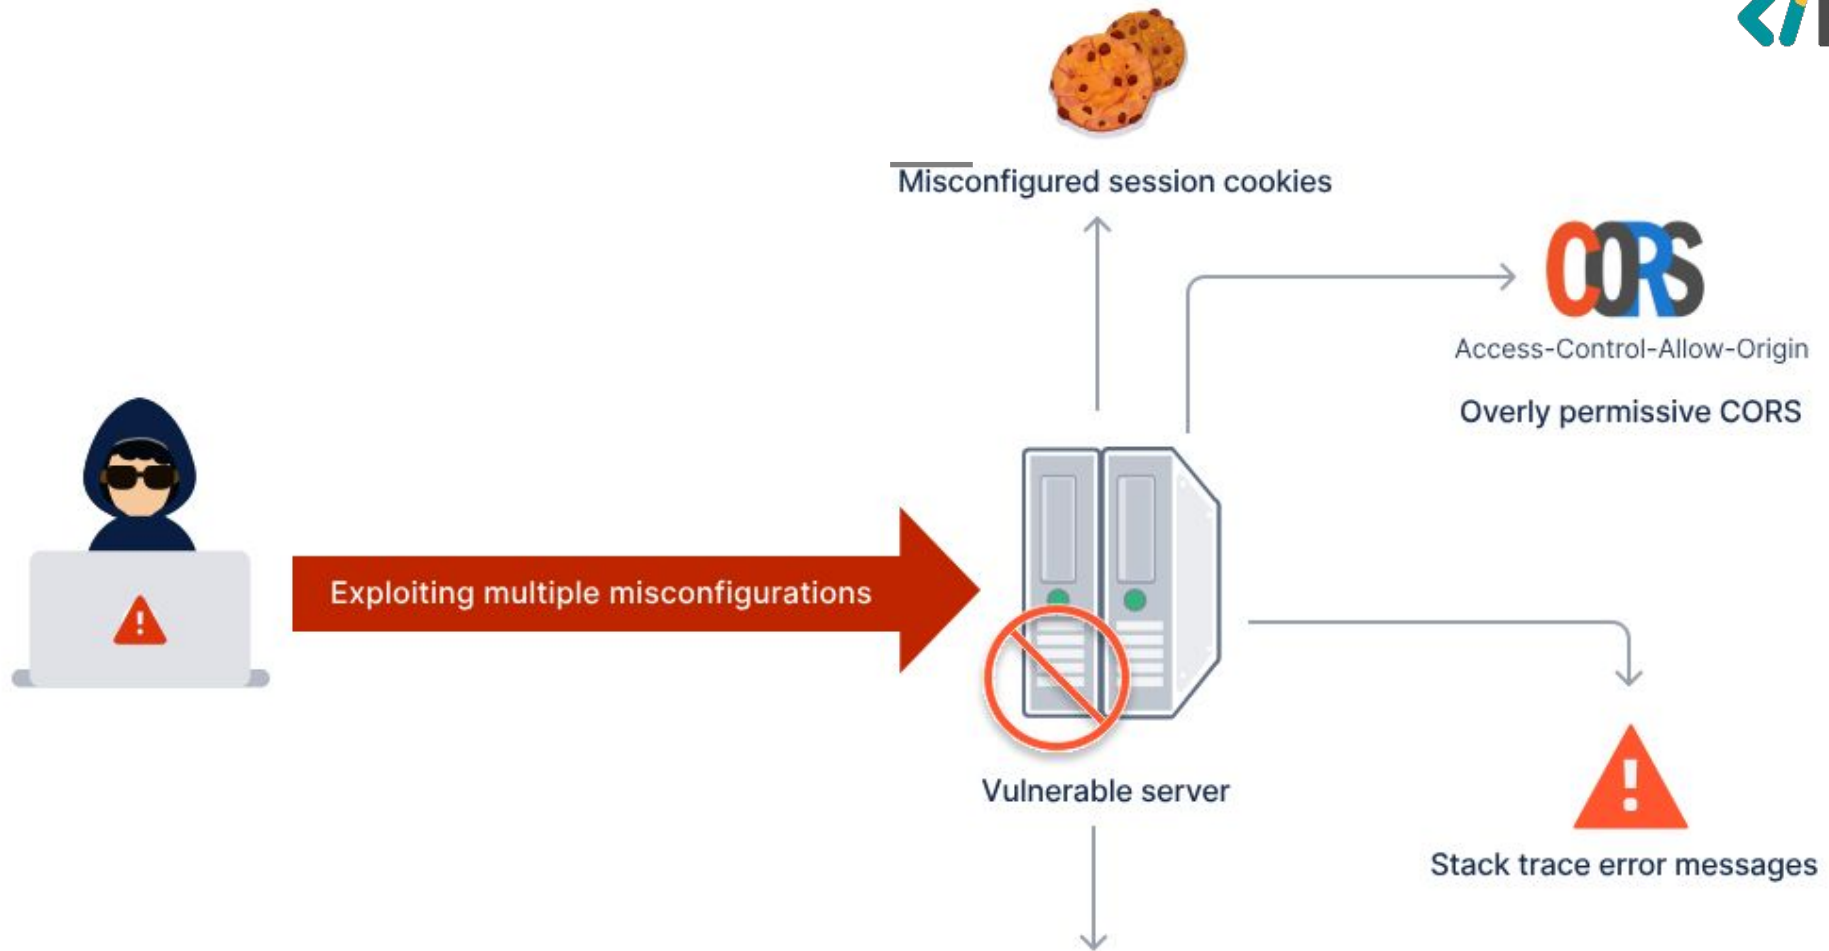 Misconfigured session cookies
CORS
Access-Control-Allow-Origin
Overly permissive CORS
Exploiting multiple misconfigurations
Vulnerable server
Stack trace error messages